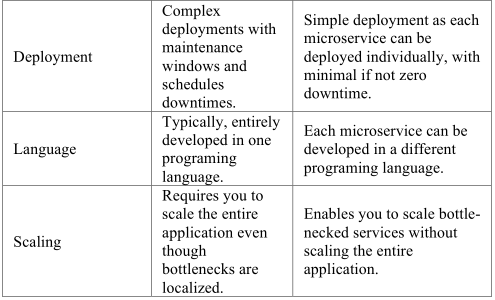 Deployment
Complex
deployments with
maintenance
windows and
schedules
downtimes.
Simple deployment as each
microservice can be
deployed individually, with
minimal if not zero
downtime.
Language
Typically, entirely
developed in one
programing
language.
Each microservice can be
developed in a different
programing language.
Scaling
Requires you to
scale the entire
application even
though
bottlenecks are
localized.
Enables you to scale bottle-
necked services without
scaling the entire
application.